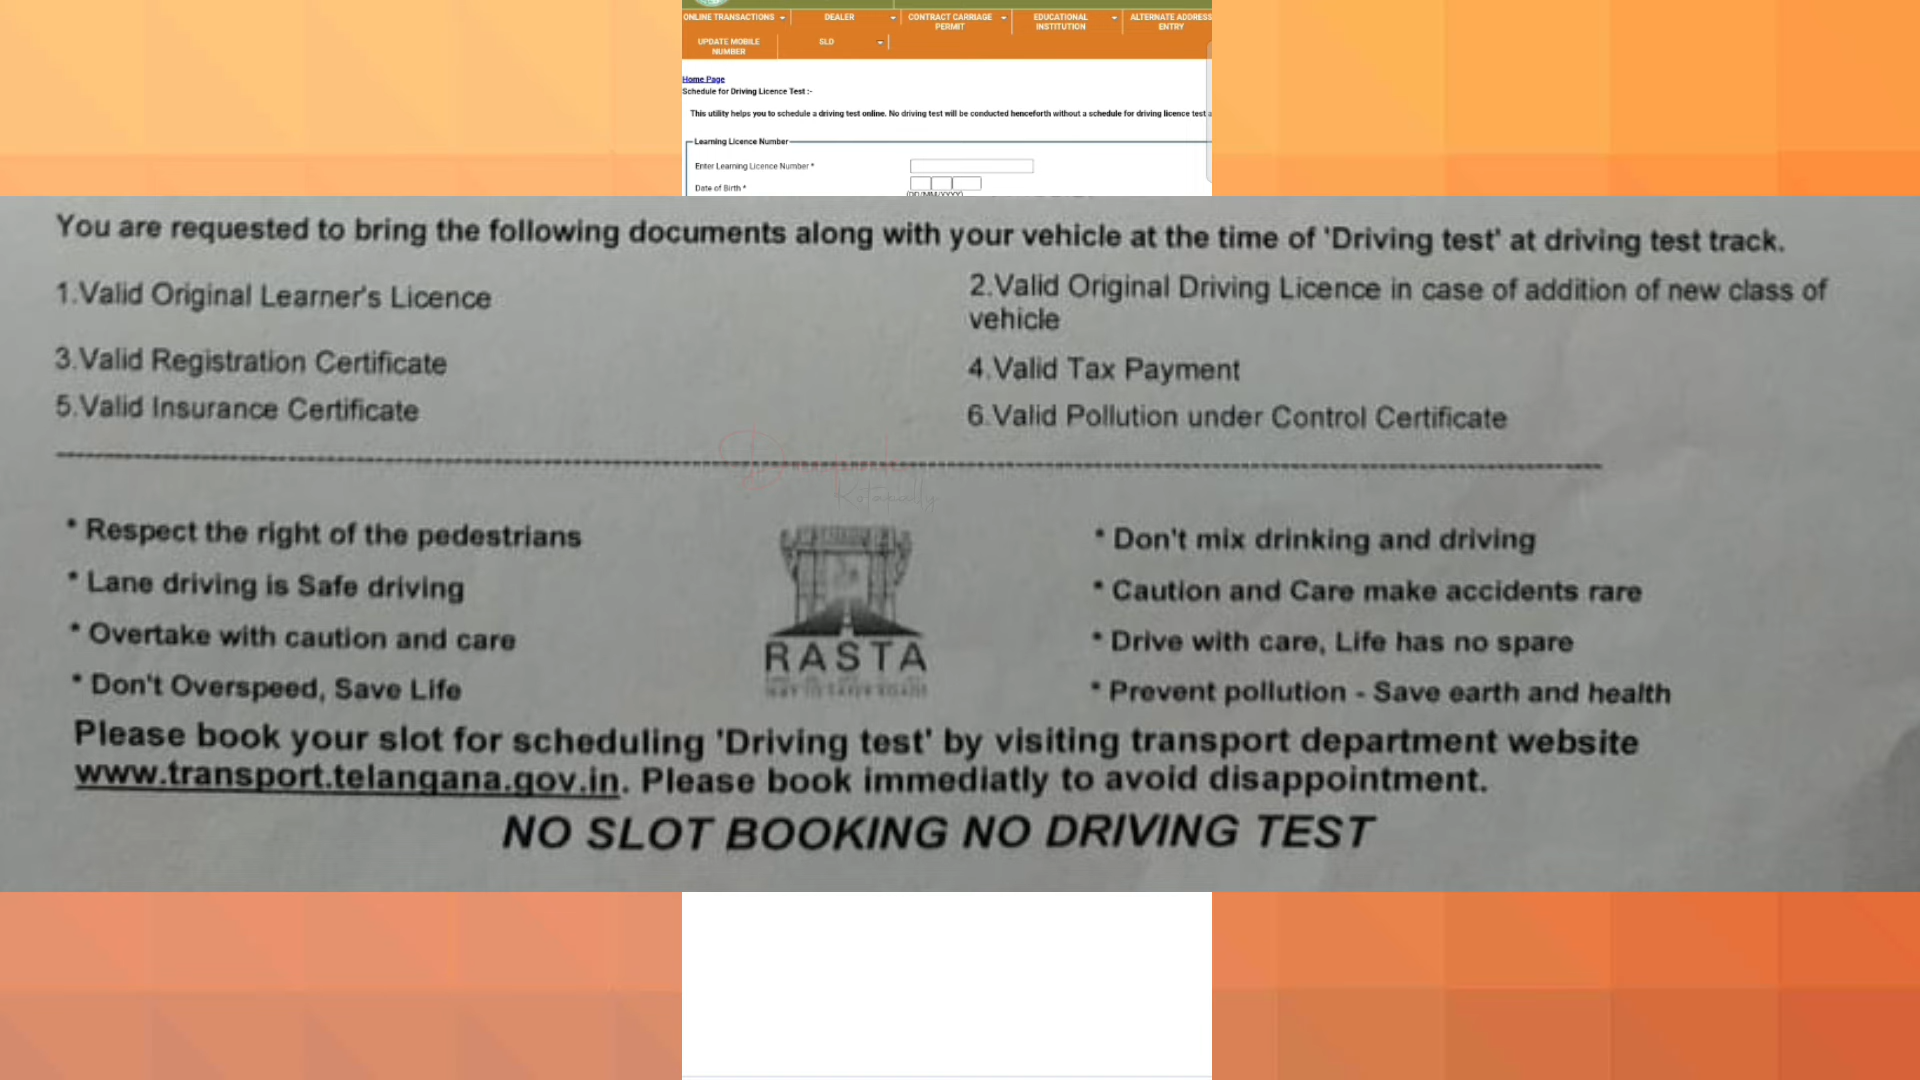 ONLINE TRANSACTIONS
DEALER
CONTRACT CARRIAGE
PERMIT
EDUCATIONAL
INSTITUTION
ALTERNATE ADDRESS
ENTRY
UPDATE MOBILE
NUMBER
SLD
Home Page
Schedule for Driving Licence Test :-
This utility helps you to schedule a driving test online. No driving test will be conducted henceforth without a schedule for driving licence test a
Learning Licence Number
Enter Learning Licence Number *
Date of Birth *
(DD/MM/YYYY)
You are requested to bring the following documents along with your vehicle at the time of 'Driving test' at driving test track.
1.Valid Original Learner's Licence
2.Valid Original Driving Licence in case of addition of new class of
vehicle
3.Valid Registration Certificate
4.Valid Tax Payment
5.Valid Insurance Certificate
6.Valid Pollution under Control Certificate
* Respect the right of the pedestrians
* Lane driving is Safe driving
* Overtake with caution and care
* Don't Overspeed, Save Life
RASTA
* Don't mix drinking and driving
* Caution and Care make accidents rare
* Drive with care, Life has no spare
* Prevent pollution - Save earth and health
Please book your slot for scheduling 'Driving test' by visiting transport department website
www.transport.telangana.gov.in. Please book immediatly to avoid disappointment.
NO SLOT BOOKING NO DRIVING TEST